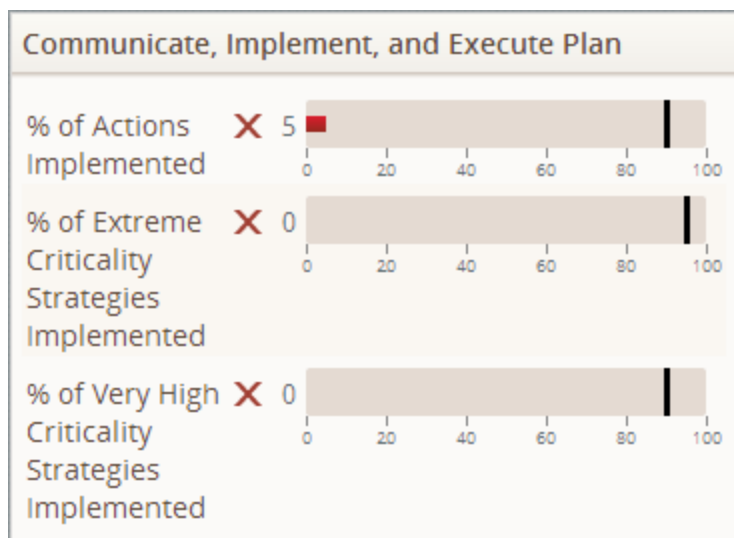 Communicate, Implement, and Execute Plan
% of Actions
Implemented
5
0 20 40 60 80 100
% of Extreme
Criticality
Strategies
Implemented
0
0 20 40 60 80 100
% of Very High
Criticality
Strategies
Implemented
0
0 20 40 60 80 100